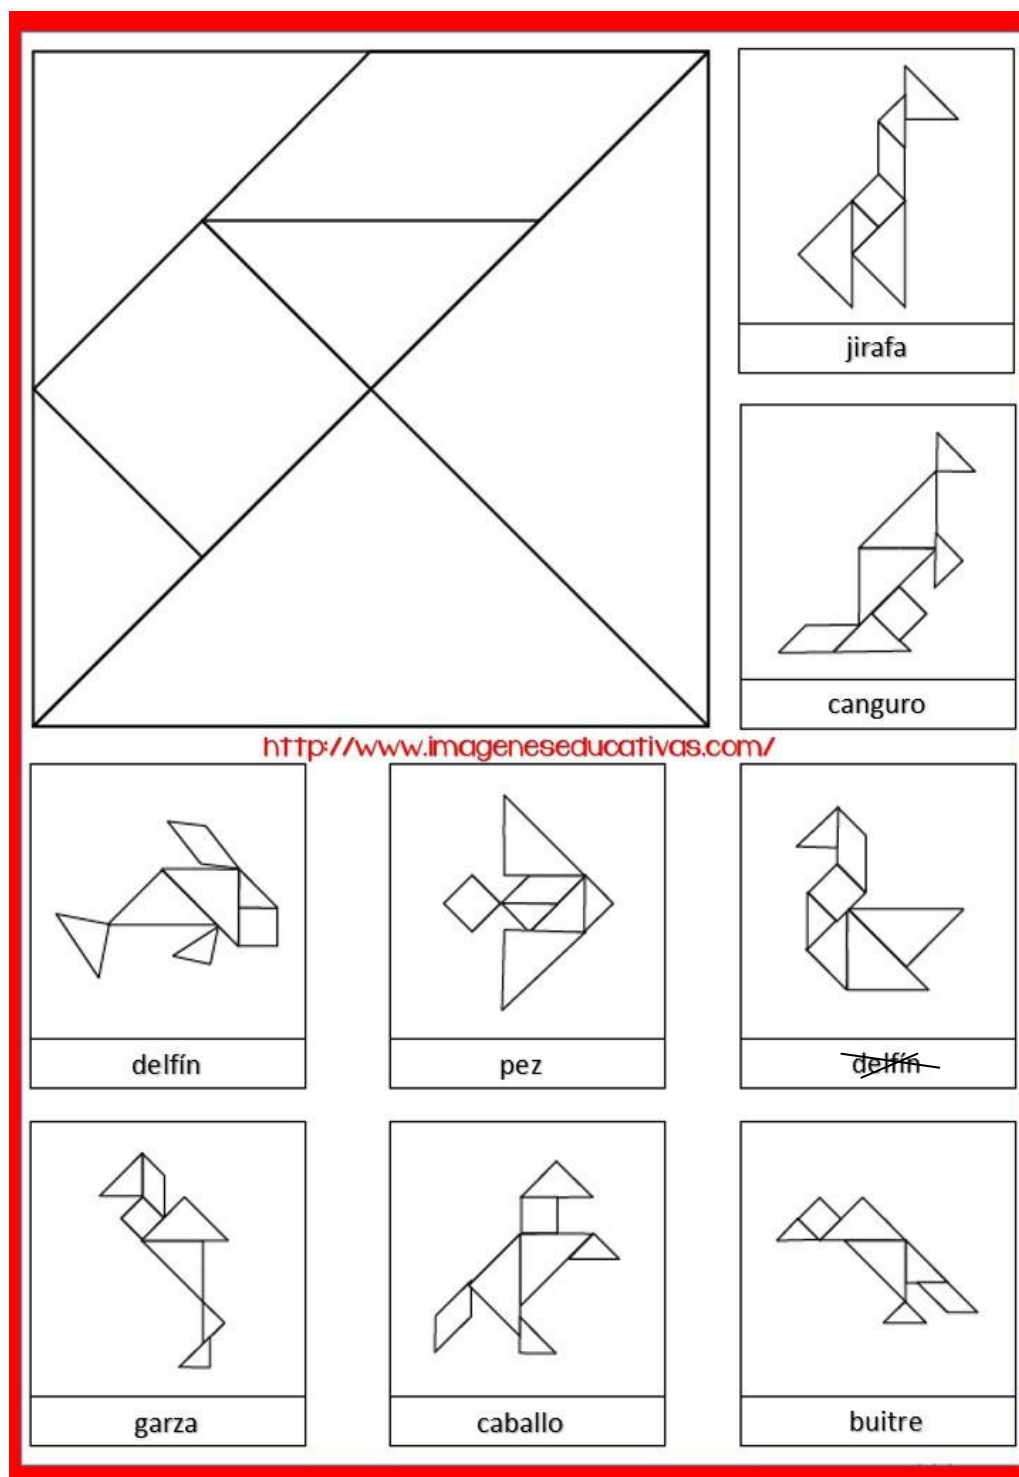 jirafa
canguro
http://www.imageneseducativas.com/
delfín
pez
delfín
garza
caballo
buitre